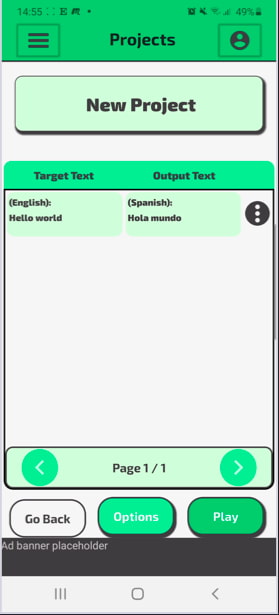 14:55
49%
Projects
New Project
Target Text Output Text
(English): (Spanish):
Hello world Hola mundo
Page 1 / 1
Go Back Options Play
Ad banner placeholder